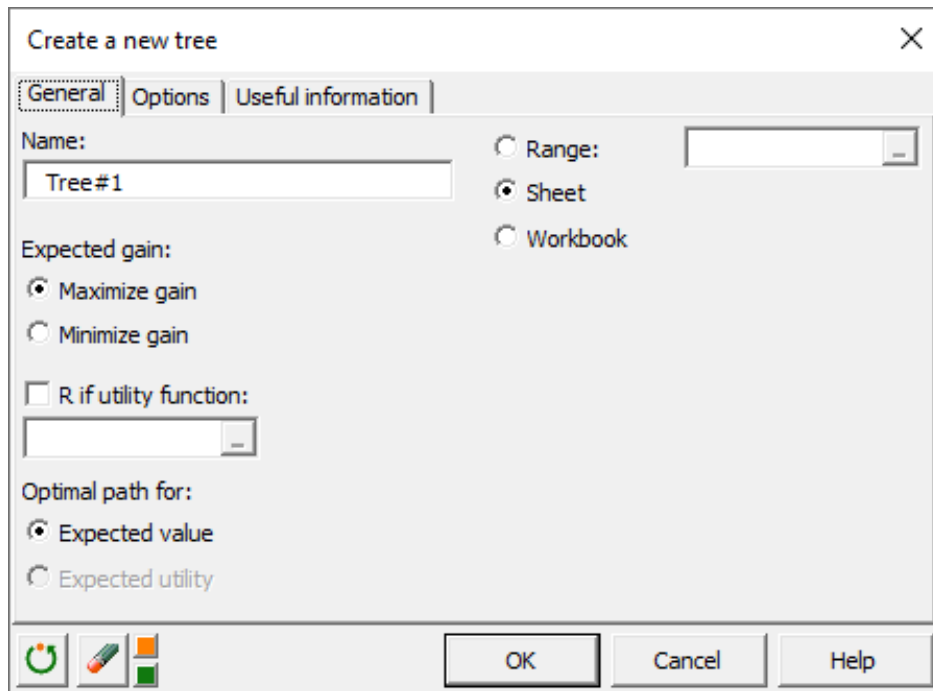 Create a new tree
General Options Useful information
Name:
Tree#1
Expected gain:
Maximize gain
Minimize gain
R if utility function:
Optimal path for:
Expected value
Expected utility
Range:
Sheet
Workbook
OK Cancel Help